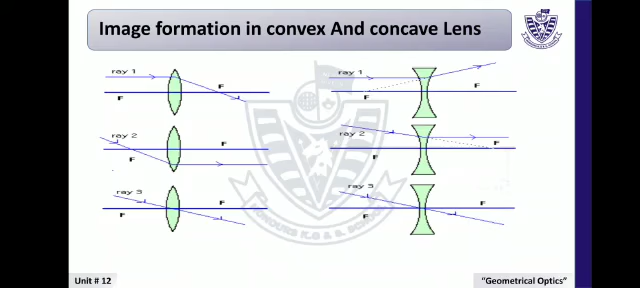 Image formation in convex And concave Lens
ray 1
F
F
ray 1
F
F
ray 2
F
F
ray 2
F
F
ray 3
F
F
ray 3
F
F
Unit # 12
“Geometrical Optics”